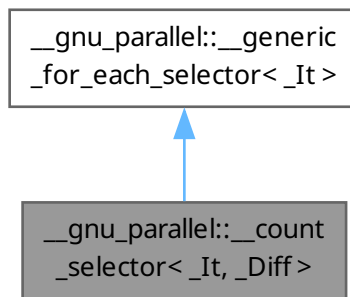 __gnu_parallel::__generic
_for_each_selector< _It >
__gnu_parallel::__count
_selector< _It, _Diff >